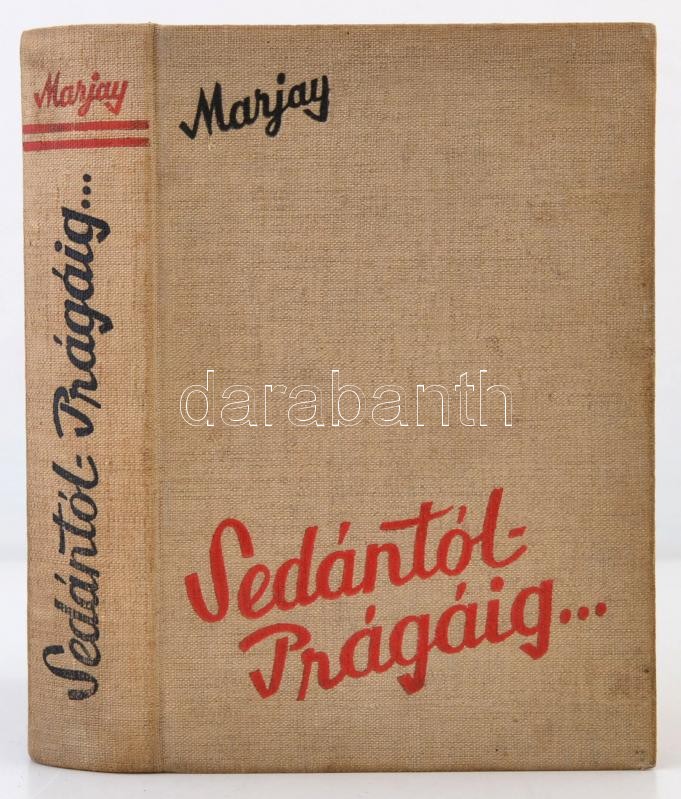 Marjay
Sedántól-Prágáig...
Marjay
darabanth
Sedántól-
Prágáig...